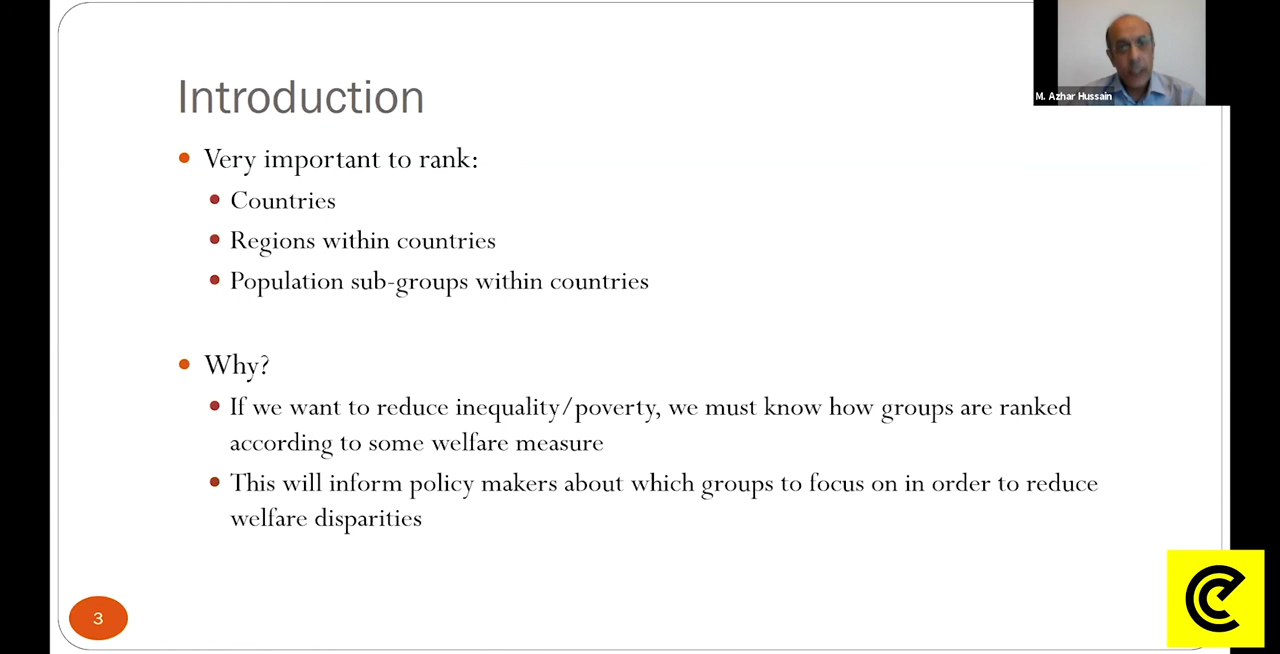 M. Azhar Hussain
Introduction
Very important to rank:
Countries
Regions within countries
Population sub-groups within countries
Why?
If we want to reduce inequality/poverty, we must know how groups are ranked
according to some welfare measure
This will inform policy makers about which groups to focus on in order to reduce
welfare disparities
3